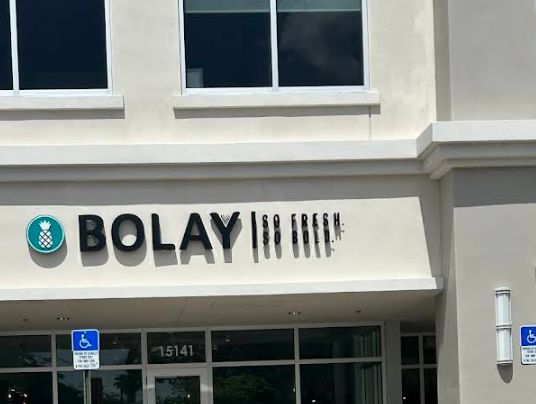 BOLAY
SO FRESH.
SO BOLD.
15141